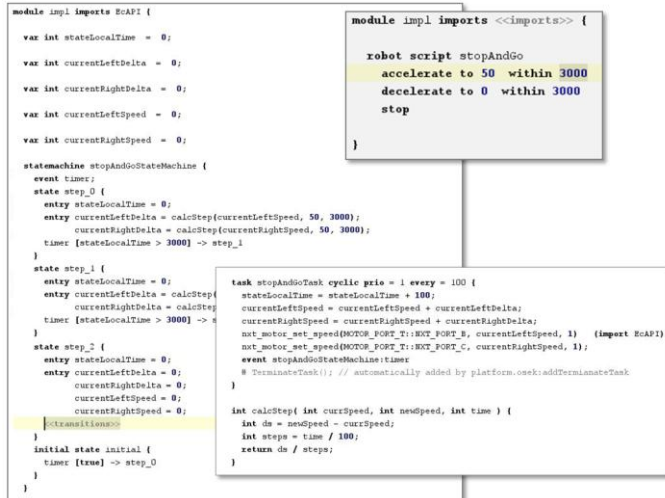 module impl imports EcAPI {
var int stateLocalTime = 0;
var int currentLeftDelta = 0;
var int currentRightDelta = 0;
var int currentLeftSpeed = 0;
var int currentRightSpeed = 0;
statemachine stopAndGoStateMachine {
event timer;
state step_0 {
entry stateLocalTime = 0;
entry currentLeftDelta = calcStep(currentLeftSpeed, 50, 3000);
currentRightDelta = calcStep(currentRightSpeed, 50, 3000);
timer [stateLocalTime > 3000] -> step_1
}
state step_1 {
entry stateLocalTime = 0;
entry currentLeftDelta = calcStep(
currentRightDelta = calcStep
timer [stateLocalTime > 3000] -> s
}
state step_2 {
entry stateLocalTime = 0;
entry currentLeftDelta = 0;
currentRightDelta = 0;
currentLeftSpeed = 0;
currentRightSpeed = 0;
<<transitions>>
}
initial state initial {
timer [true] -> step_0
}
}
module impl imports <<imports>> {
robot script stopAndGo
accelerate to 50 within 3000
decelerate to 0 within 3000
stop
}
task stopAndGoTask cyclic prio = 1 every = 100 {
stateLocalTime = stateLocalTime + 100;
currentLeftSpeed = currentLeftSpeed + currentLeftDelta;
currentRightSpeed = currentRightSpeed + currentRightDelta;
nxt_motor_set_speed(MOTOR_PORT_T::NXT_PORT_B, currentLeftSpeed, 1) (import EcAPI)
nxt_motor_set_speed(MOTOR_PORT_T::NXT_PORT_C, currentRightSpeed, 1);
event stopAndGoStateMachine:timer
# TerminateTask(); // automatically added by platform.osek:addTermianateTask
}
int calcStep( int currSpeed, int newSpeed, int time ) {
int ds = newSpeed - currSpeed;
int steps = time / 100;
return ds / steps;
}